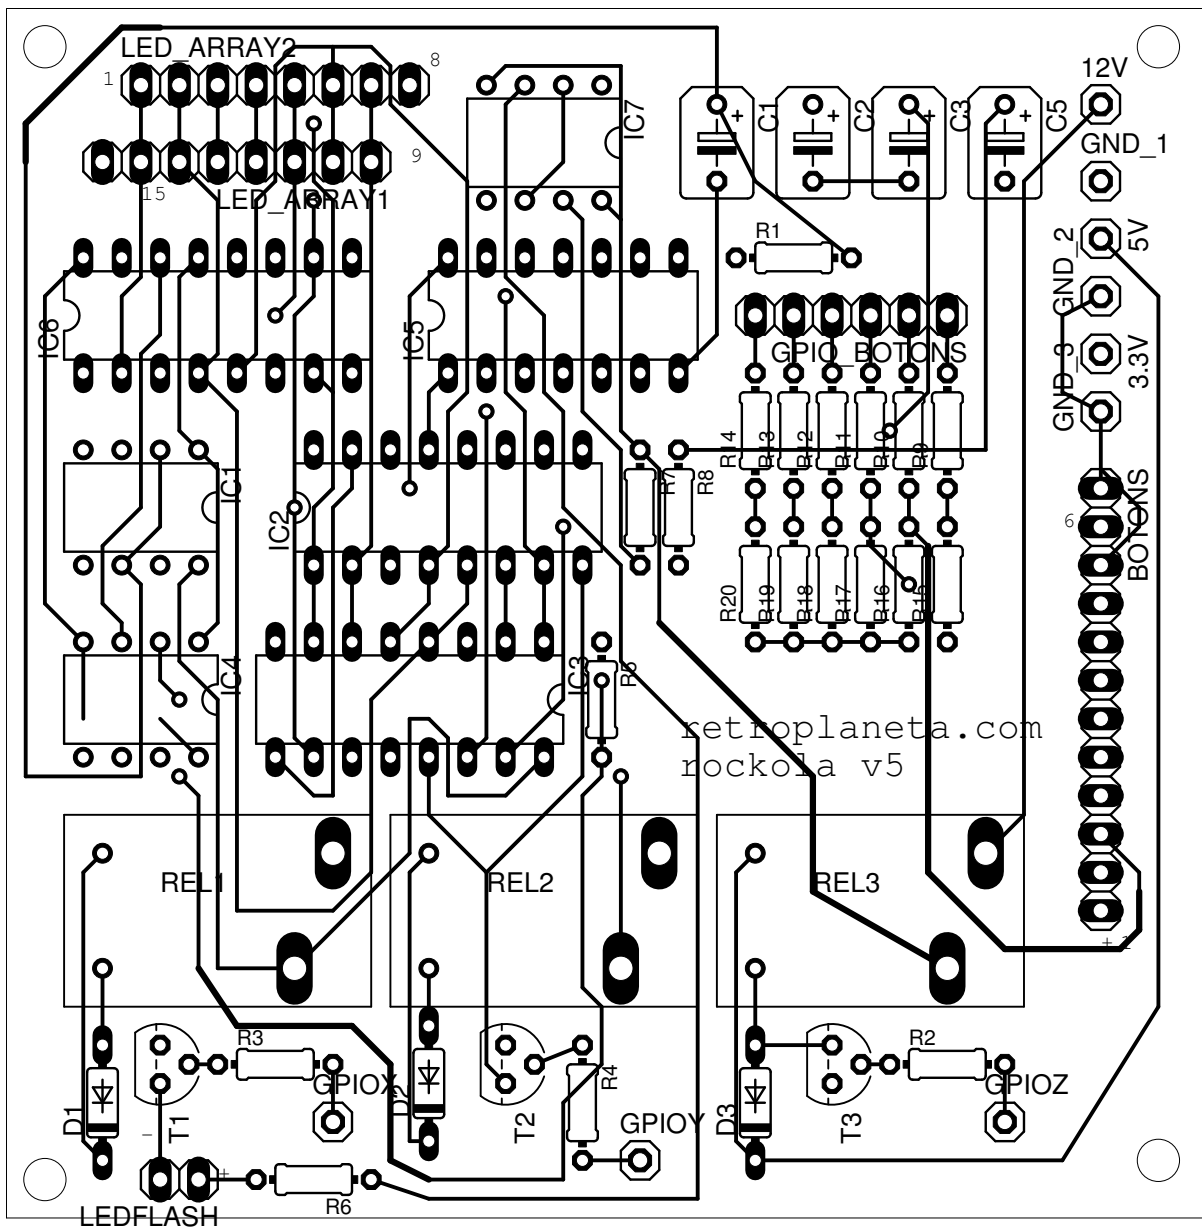 LED_ARRAY2
1
8
12V
IC7
C1
C2
C3
C5
GND_1
9
15
LED_ARRAY1
R1
GND_2
5V
IC6
IC5
GPIO_BOTONS
GND_3
3.3V
R14
R13
R12
R11
R10
R9
IC1
IC2
R7
R8
6
BOTONS
R20
R19
R18
R17
R16
R15
IC4
IC3
R5
retroplaneta.com
rockola v5
REL1
REL2
REL3
+ 1
R3
R2
GPIOX
GPIOZ
D1
T1
D2
T2
R4
GPIOY
D3
T3
-
+
R6
LEDFLASH